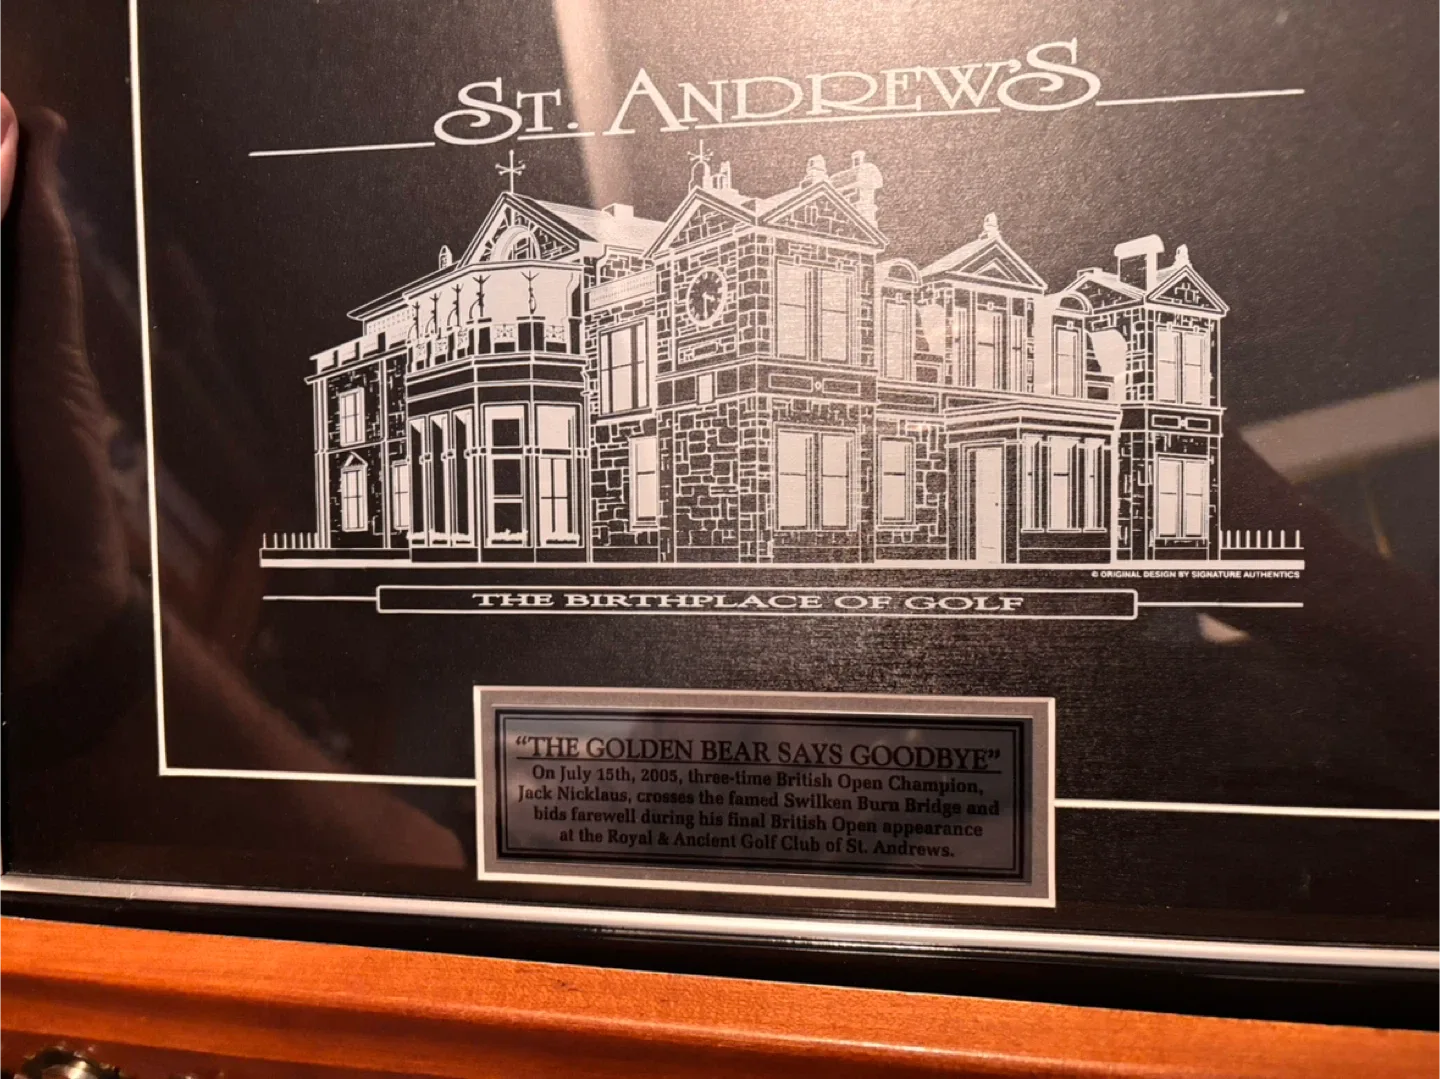 ST. ANDREW'S
© ORIGINAL DESIGN BY SIGNATURE AUTHENTICS
THE BIRTHPLACE OF GOLF
“THE GOLDEN BEAR SAYS GOODBYE”
On July 15th, 2005, three-time British Open Champion,
Jack Nicklaus, crosses the famed Swilken Burn Bridge and
bids farewell during his final British Open appearance
at the Royal & Ancient Golf Club of St. Andrews.